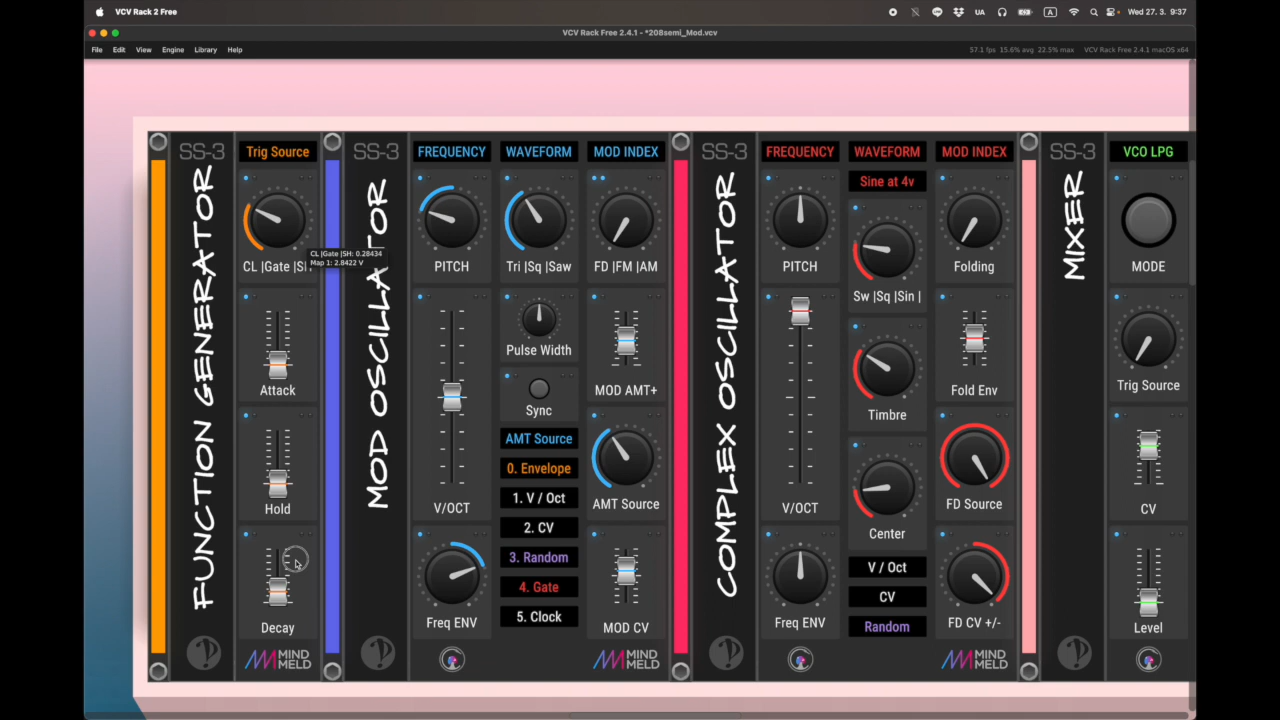 VCV Rack 2 Free
UA
A
Wed 27. 3. 9:37
VCV Rack Free 2.4.1 - *208semi_Mod.vcv
File Edit View Engine Library Help
57.1 fps 15.6% avg 22.5% max VCV Rack Free 2.4.1 macOS x64
SS-3
FUNCTION GENERATOR
Trig Source
CL |Gate |SH
CL |Gate |SH: 0.28434
Map 1: 2.8422 V
Attack
Hold
Decay
MIND
MELD
SS-3
MOD OSCILLATOR
FREQUENCY
WAVEFORM
MOD INDEX
PITCH
Tri |Sq |Saw
FD |FM |AM
Pulse Width
MOD AMT+
Sync
AMT Source
0. Envelope
1. V / Oct
2. CV
3. Random
4. Gate
5. Clock
V/OCT
AMT Source
Freq ENV
MOD CV
MIND
MELD
SS-3
COMPLEX OSCILLATOR
FREQUENCY
WAVEFORM
MOD INDEX
Sine at 4v
PITCH
Folding
Sw |Sq |Sin |
Timbre
Fold Env
Center
V/OCT
FD Source
V / Oct
CV
Random
Freq ENV
FD CV +/-
MIND
MELD
SS-3
MIXER
VCO LPG
MODE
Trig Source
CV
Level